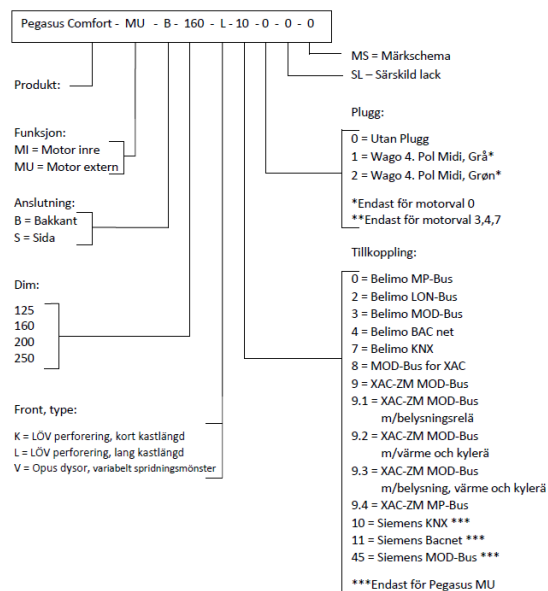 Pegasus Comfort - MU - B - 160 - L - 10 - 0 - 0 - 0
MS = Märkschema
SL – Särskild lack
Produkt:
Funksjon:
MI = Motor inre
MU = Motor extern
Anslutning:
B = Bakkant
S = Sida
Dim:
125
160
200
250
Front, type:
K = LÖV perforering, kort kastlängd
L = LÖV perforering, lang kastlängd
V = Opus dysor, variabelt spridningsmönster
Plugg:
0 = Utan Plugg
1 = Wago 4. Pol Midi, Grå*
2 = Wago 4. Pol Midi, Grøn*
*Endast för motorval 0
**Endast för motorval 3,4,7
Tillkoppling:
0 = Belimo MP-Bus
2 = Belimo LON-Bus
3 = Belimo MOD-Bus
4 = Belimo BAC net
7 = Belimo KNX
8 = MOD-Bus for XAC
9 = XAC-ZM MOD-Bus
9.1 = XAC-ZM MOD-Bus
m/belysningsrelä
9.2 = XAC-ZM MOD-Bus
m/värme och kylerä
9.3 = XAC-ZM MOD-Bus
m/belysning, värme och kylerä
9.4 = XAC-ZM MP-Bus
10 = Siemens KNX ***
11 = Siemens Bacnet ***
45 = Siemens MOD-Bus ***
***Endast för Pegasus MU